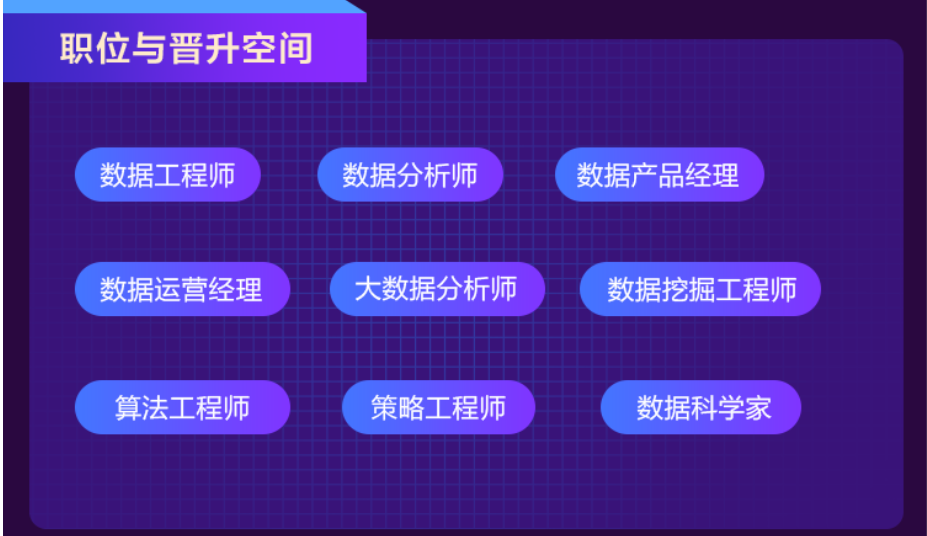 职位与晋升空间
数据工程师 数据分析师 数据产品经理
数据运营经理 大数据分析师 数据挖掘工程师
算法工程师 策略工程师 数据科学家